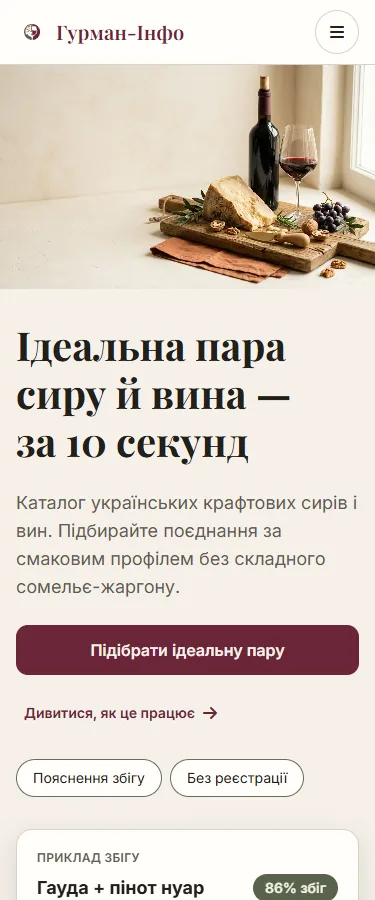 Гурман-Інфо
Ідеальна пара
сиру й вина —
за 10 секунд
Каталог українських крафтових сирів і
вин. Підбирайте поєднання за
смаковим профілем без складного
сомельє-жаргону.
Підібрати ідеальну пару
Дивитися, як це працює →
Пояснення збігу
Без реєстрації
ПРИКЛАД ЗБІГУ
Гауда + пінот нуар
86% збіг